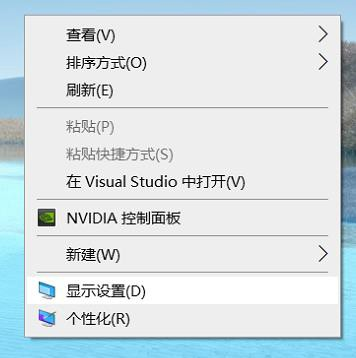 查看(V)
排序方式(O)
刷新(E)
粘贴(P)
粘贴快捷方式(S)
在 Visual Studio 中打开(V)
NVIDIA 控制面板
新建(W)
显示设置(D)
个性化(R)